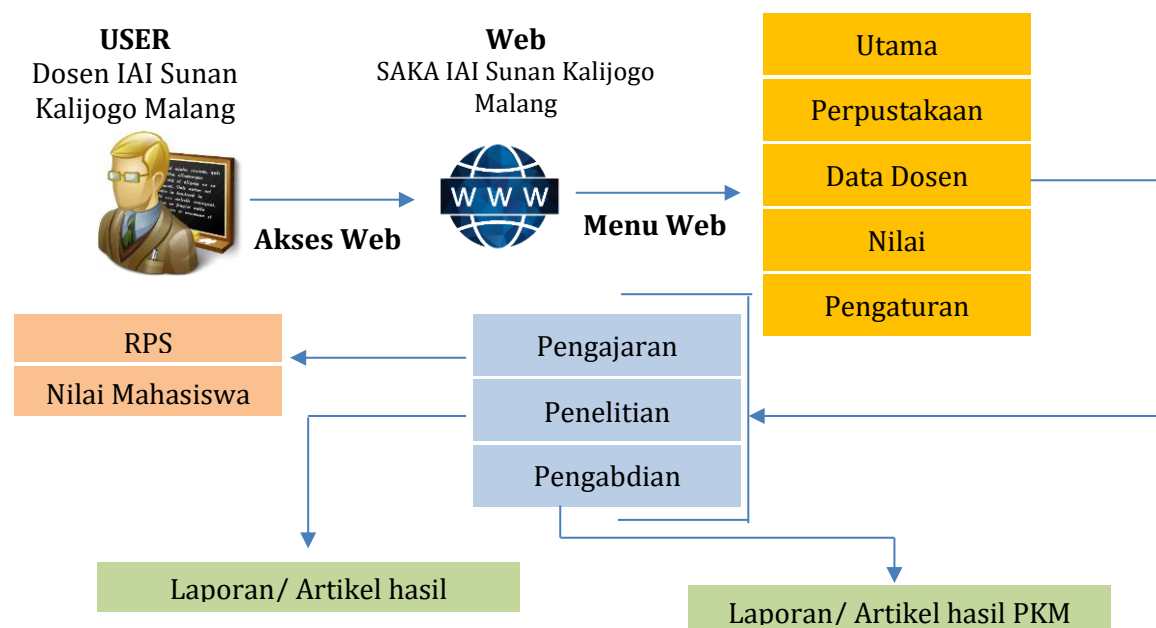 USER
Dosen IAI Sunan
Kalijogo Malang
Akses Web
Web
SAKA IAI Sunan Kalijogo
Malang
WWW
Menu Web
Utama
Perpustakaan
Data Dosen
Nilai
Pengaturan
Pengajaran
Penelitian
Pengabdian
RPS
Nilai Mahasiswa
Laporan/ Artikel hasil
Laporan/ Artikel hasil PKM